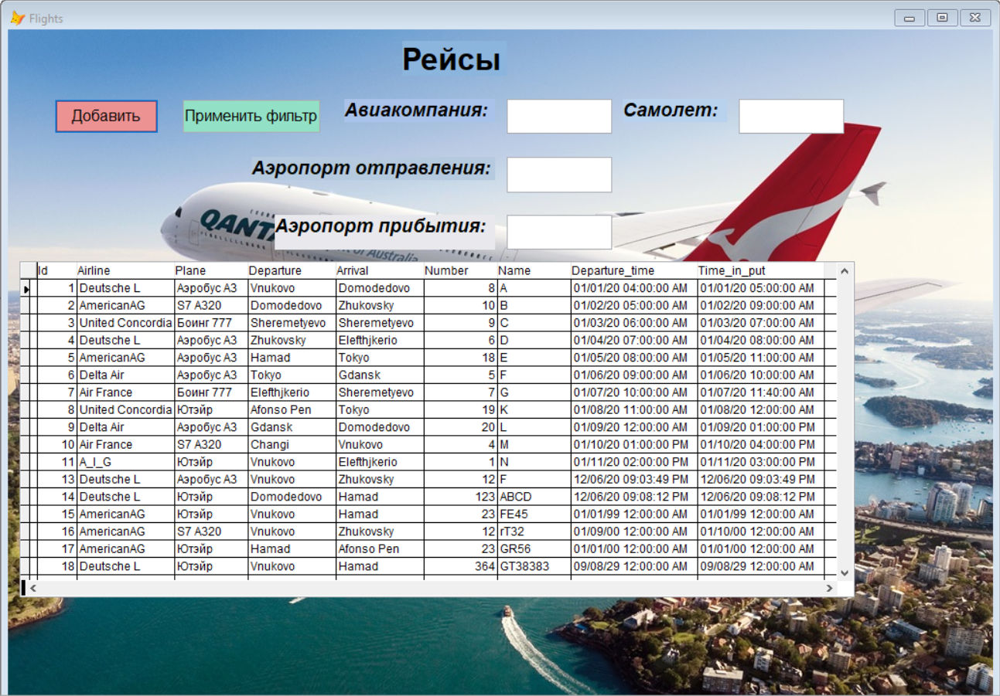 Flights
Рейсы
Добавить Применить фильтр Авиакомпания: Самолет:
Аэропорт отправления:
QANTA Аэропорт прибытия:
of Australia
Id Airline Plane Departure Arrival Number Name Departure_time Time_in_put
1 Deutsche L Аэробус А3 Vnukovo Domodedovo 8 A 01/01/20 04:00:00 AM 01/01/20 05:00:00 AM
2 AmericanAG S7 A320 Domodedovo Zhukovsky 10 B 01/02/20 05:00:00 AM 01/02/20 09:00:00 AM
3 United Concordia Боинг 777 Sheremetyevo Sheremetyevo 9 C 01/03/20 06:00:00 AM 01/03/20 07:00:00 AM
4 Deutsche L Аэробус А3 Zhukovsky Elefthjkerio 6 D 01/04/20 07:00:00 AM 01/04/20 08:00:00 AM
5 AmericanAG Аэробус А3 Hamad Tokyo 18 E 01/05/20 08:00:00 AM 01/05/20 11:00:00 AM
6 Delta Air Аэробус А3 Tokyo Gdansk 5 F 01/06/20 09:00:00 AM 01/06/20 10:00:00 AM
7 Air France Боинг 777 Elefthjkerio Sheremetyevo 7 G 01/07/20 10:00:00 AM 01/07/20 11:40:00 AM
8 United Concordia Ютэйр Afonso Pen Tokyo 19 K 01/08/20 11:00:00 AM 01/08/20 12:00:00 AM
9 Delta Air Аэробус А3 Gdansk Domodedovo 20 L 01/09/20 12:00:00 AM 01/09/20 01:00:00 PM
10 Air France S7 A320 Changi Vnukovo 4 M 01/10/20 01:00:00 PM 01/10/20 04:00:00 PM
11 A_I_G Ютэйр Vnukovo Elefthjkerio 1 N 01/11/20 02:00:00 PM 01/11/20 03:00:00 PM
13 Deutsche L Аэробус А3 Vnukovo Zhukovsky 12 F 12/06/20 09:03:49 PM 12/06/20 09:03:49 PM
14 Deutsche L Ютэйр Domodedovo Hamad 123 ABCD 12/06/20 09:08:12 PM 12/06/20 09:08:12 PM
15 AmericanAG Ютэйр Vnukovo Hamad 23 FE45 01/01/99 12:00:00 AM 01/01/99 12:00:00 AM
16 AmericanAG S7 A320 Vnukovo Zhukovsky 12 rT32 01/09/00 12:00:00 AM 01/10/00 12:00:00 AM
17 AmericanAG Ютэйр Hamad Afonso Pen 23 GR56 01/01/00 12:00:00 AM 01/01/00 12:00:00 AM
18 Deutsche L Ютэйр Vnukovo Hamad 364 GT38383 09/08/29 12:00:00 AM 09/08/29 12:00:00 AM